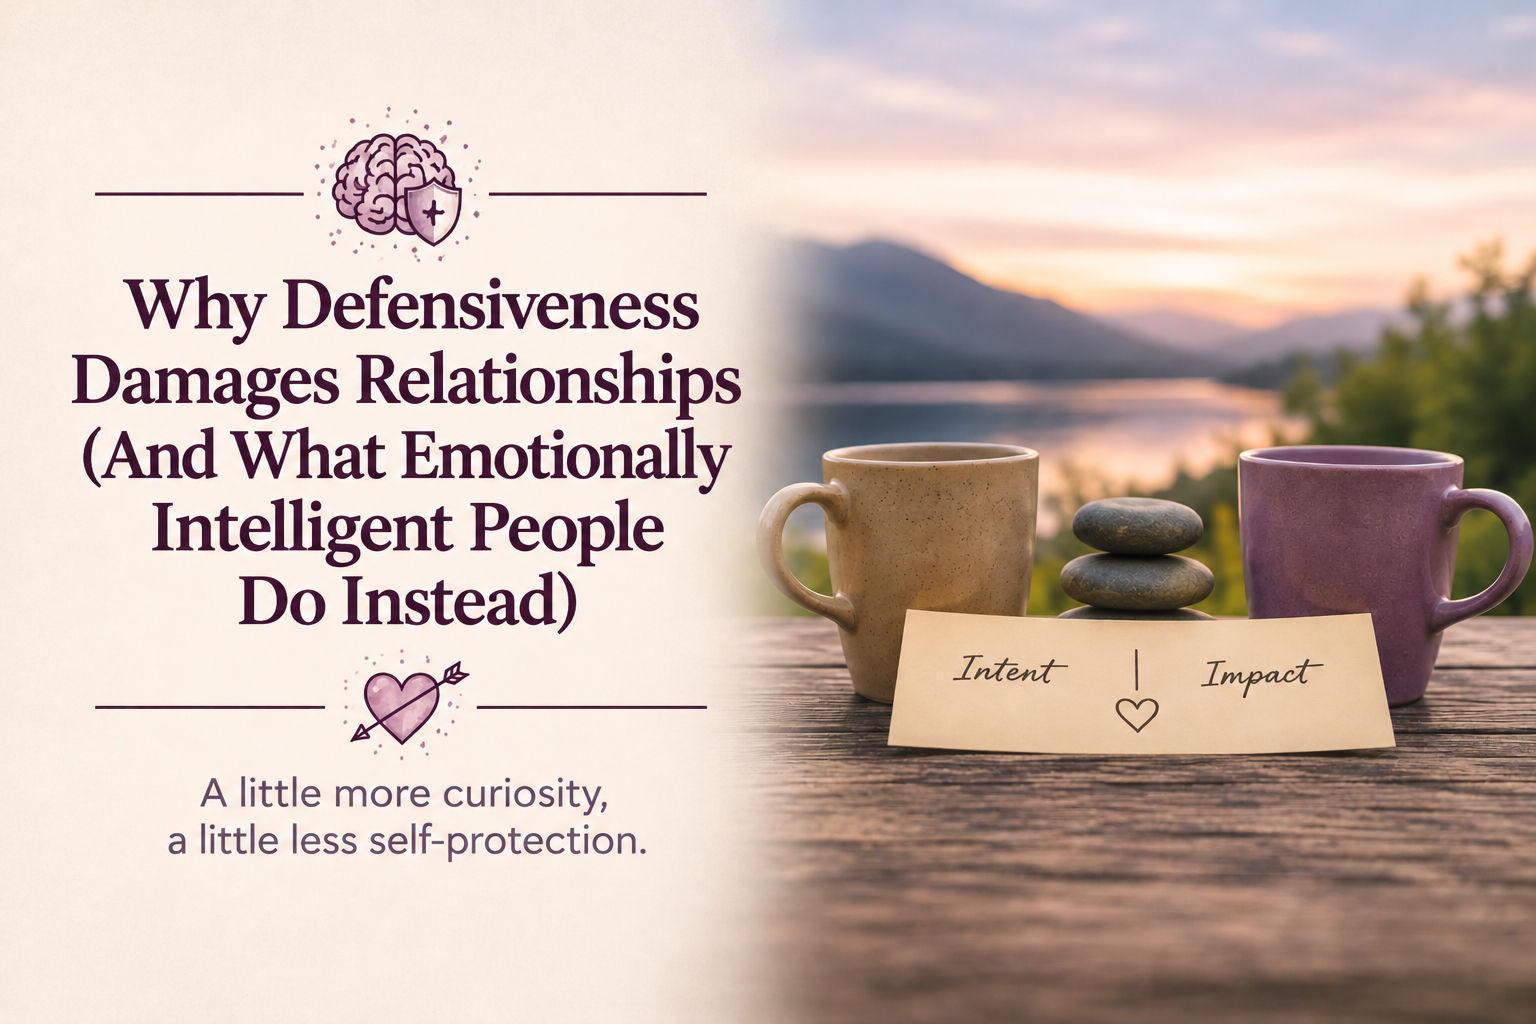 Why Defensiveness
Damages Relationships
(And What Emotionally
Intelligent People
Do Instead)
A little more curiosity,
a little less self-protection.
Intent | Impact